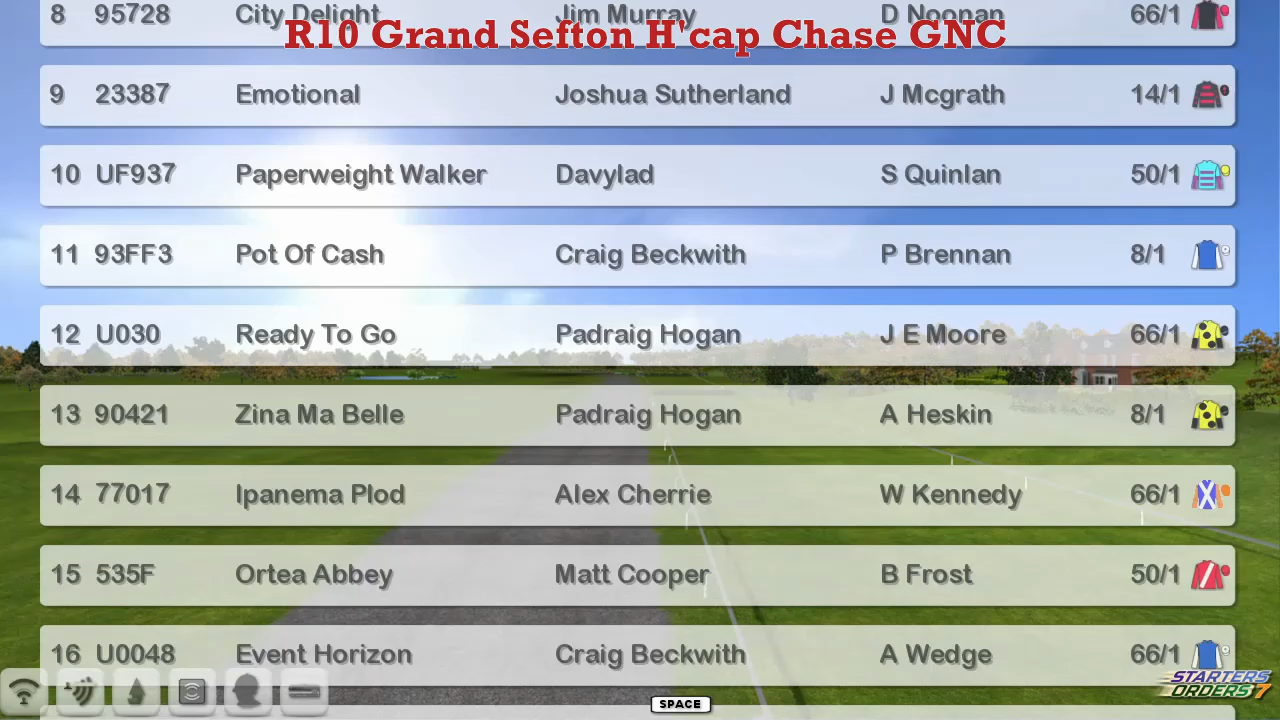 8 95728 City Delight Jim Murray D Noonan 66/1
R10 Grand Sefton H'cap Chase GNC
9 23387 Emotional Joshua Sutherland J Mcgrath 14/1
10 UF937 Paperweight Walker Davylad S Quinlan 50/1
11 93FF3 Pot Of Cash Craig Beckwith P Brennan 8/1
12 U030 Ready To Go Padraig Hogan J E Moore 66/1
13 90421 Zina Ma Belle Padraig Hogan A Heskin 8/1
14 77017 Ipanema Plod Alex Cherrie W Kennedy 66/1
15 535F Ortea Abbey Matt Cooper B Frost 50/1
16 U0048 Event Horizon Craig Beckwith A Wedge 66/1
STARTERS
ORDERS 7
SPACE